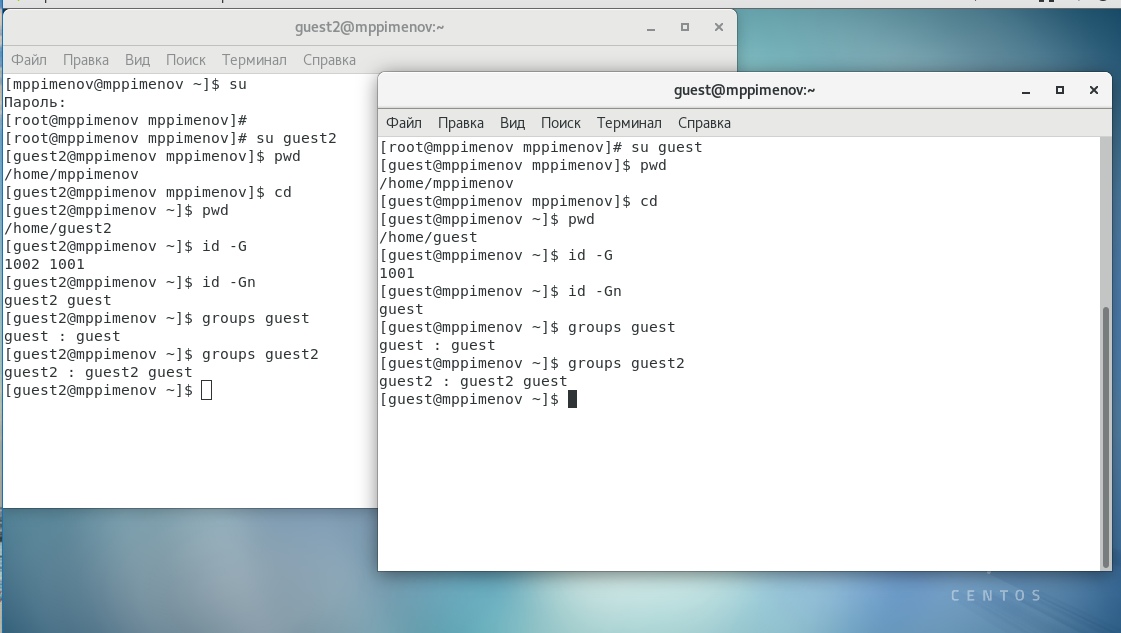 guest2@mppimenov:~
Файл Правка Вид Поиск Терминал Справка
[mppimenov@mppimenov ~]$ su
Пароль:
[root@mppimenov mppimenov]#
[root@mppimenov mppimenov]# su guest2
[guest2@mppimenov mppimenov]$ pwd
/home/mppimenov
[guest2@mppimenov mppimenov]$ cd
[guest2@mppimenov ~]$ pwd
/home/guest2
[guest2@mppimenov ~]$ id -G
1002 1001
[guest2@mppimenov ~]$ id -Gn
guest2 guest
[guest2@mppimenov ~]$ groups guest
guest : guest
[guest2@mppimenov ~]$ groups guest2
guest2 : guest2 guest
[guest2@mppimenov ~]$
guest@mppimenov:~
Файл Правка Вид Поиск Терминал Справка
[root@mppimenov mppimenov]# su guest
[guest@mppimenov mppimenov]$ pwd
/home/mppimenov
[guest@mppimenov mppimenov]$ cd
[guest@mppimenov ~]$ pwd
/home/guest
[guest@mppimenov ~]$ id -G
1001
[guest@mppimenov ~]$ id -Gn
guest
[guest@mppimenov ~]$ groups guest
guest : guest
[guest@mppimenov ~]$ groups guest2
guest2 : guest2 guest
[guest@mppimenov ~]$
CENTOS